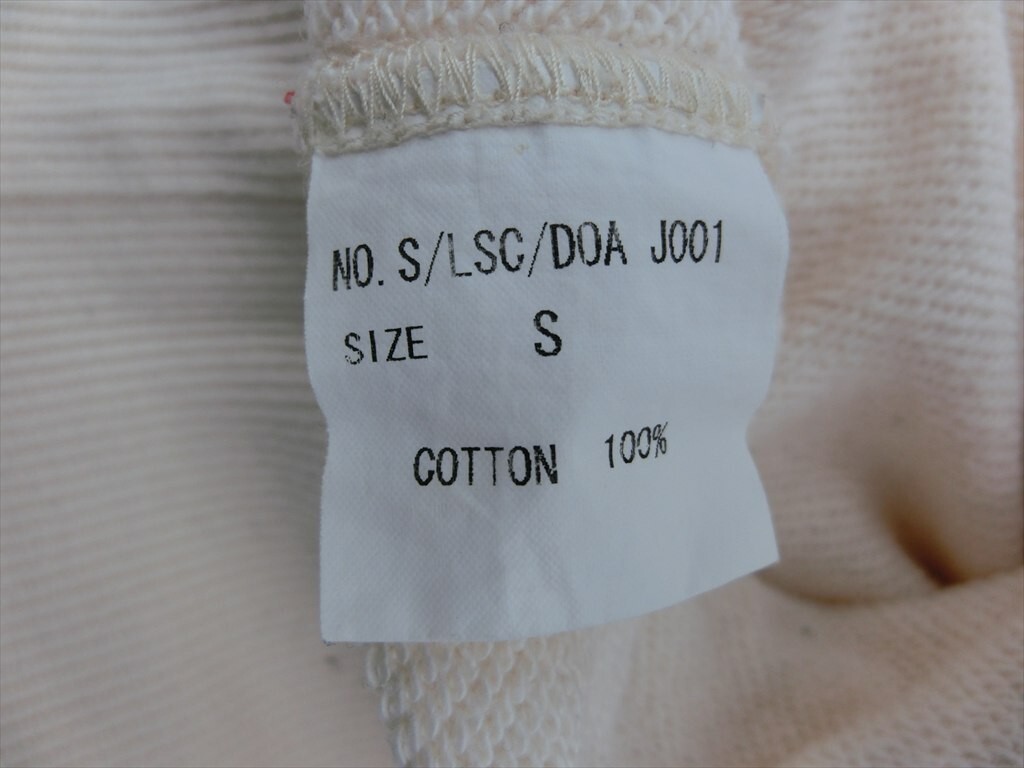 NO. S/LSC/DOA J001
SIZE S
COTTON 100%